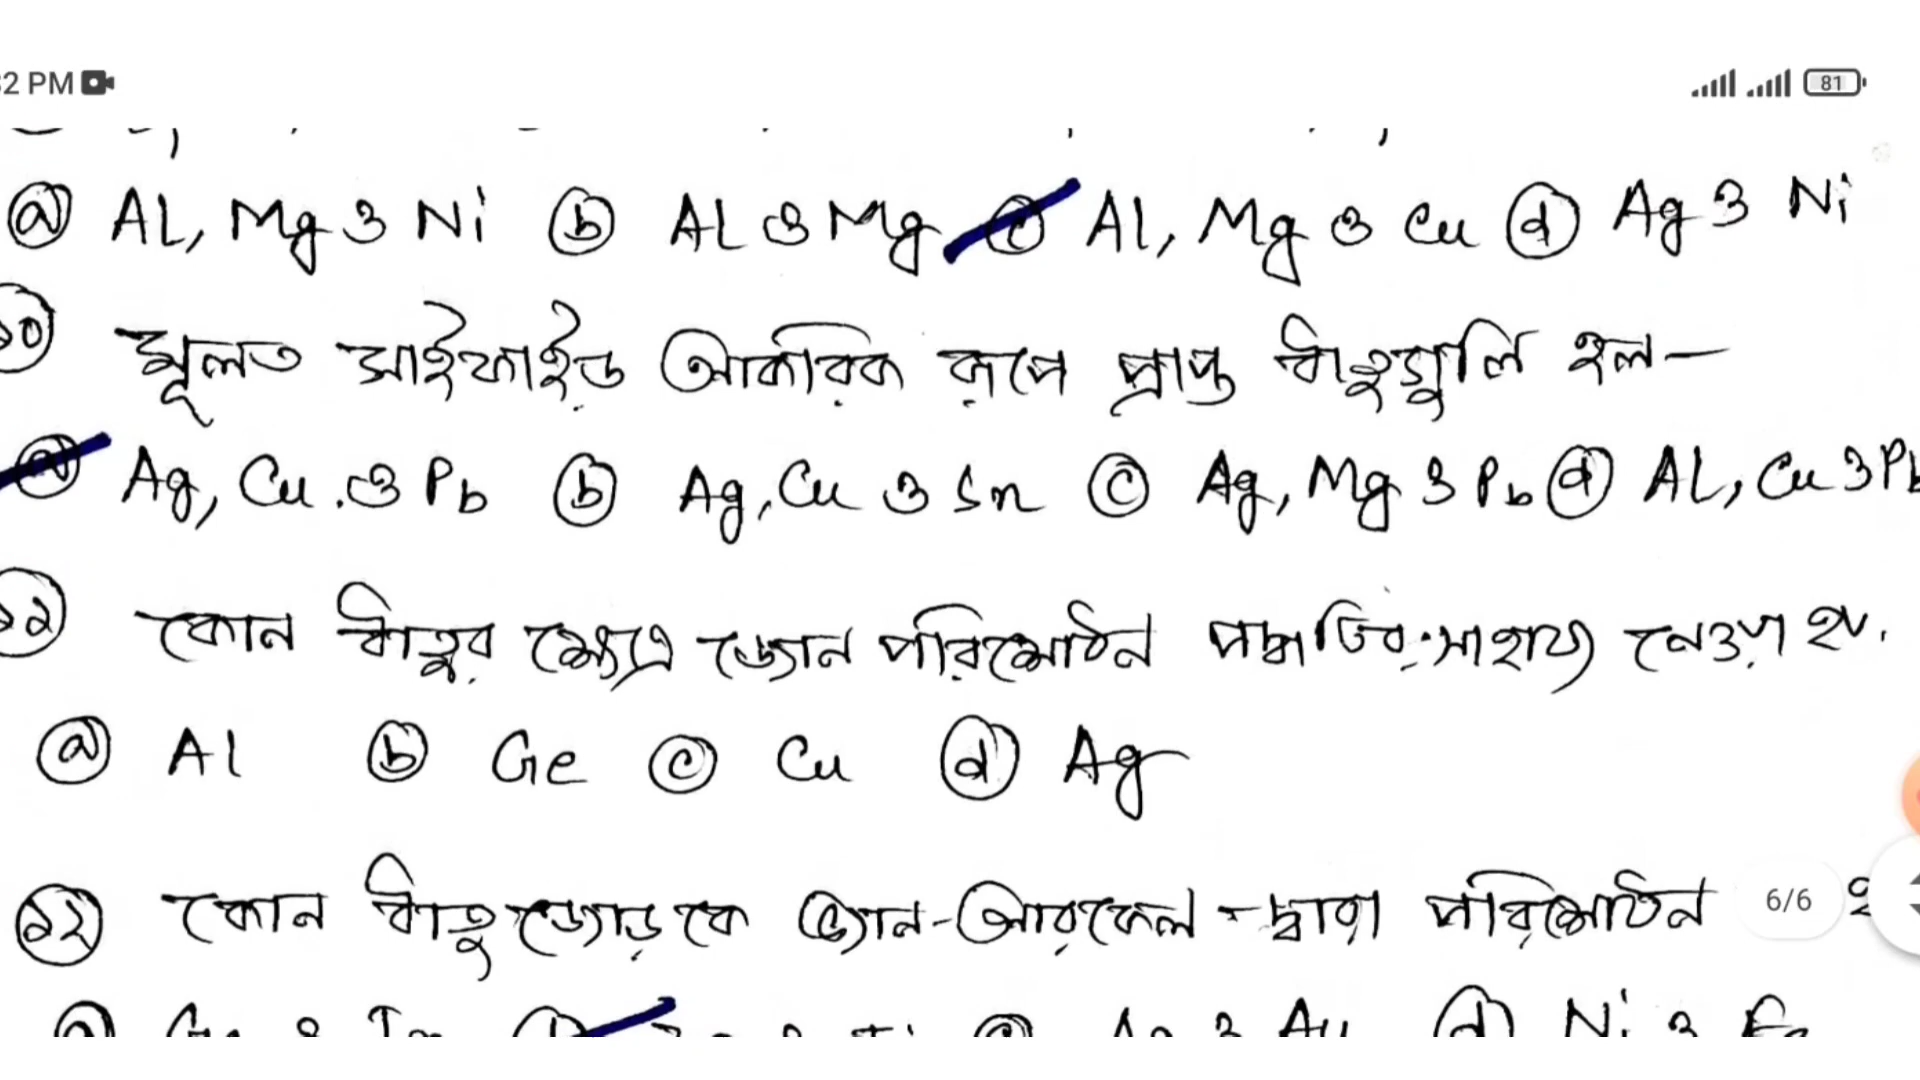 2 PM 81
ⓐ Al, Mg ও Ni ⓑ Al ও Mg ⓒ Al, Mg ও Cu ⓓ Ag ও Ni
১০ মূলত সাইফাইড আকরিক রূপে প্রাপ্ত ধাতুগুলি হল—
ⓐ Ag, Cu ও Pb ⓑ Ag, Cu ও Sn ⓒ Ag, Mg ও Pb ⓓ Al, Cu ও Pb
১১ কোন ধাতুর ক্ষেত্রে জোন পরিশোধন পদ্ধতির সাহায্য নেওয়া হয়.
ⓐ Al ⓑ Ge ⓒ Cu ⓓ Ag
১২ কোন ধাতু জোড়কে ভ্যান-আরকেল দ্বারা পরিশোধন
6/6